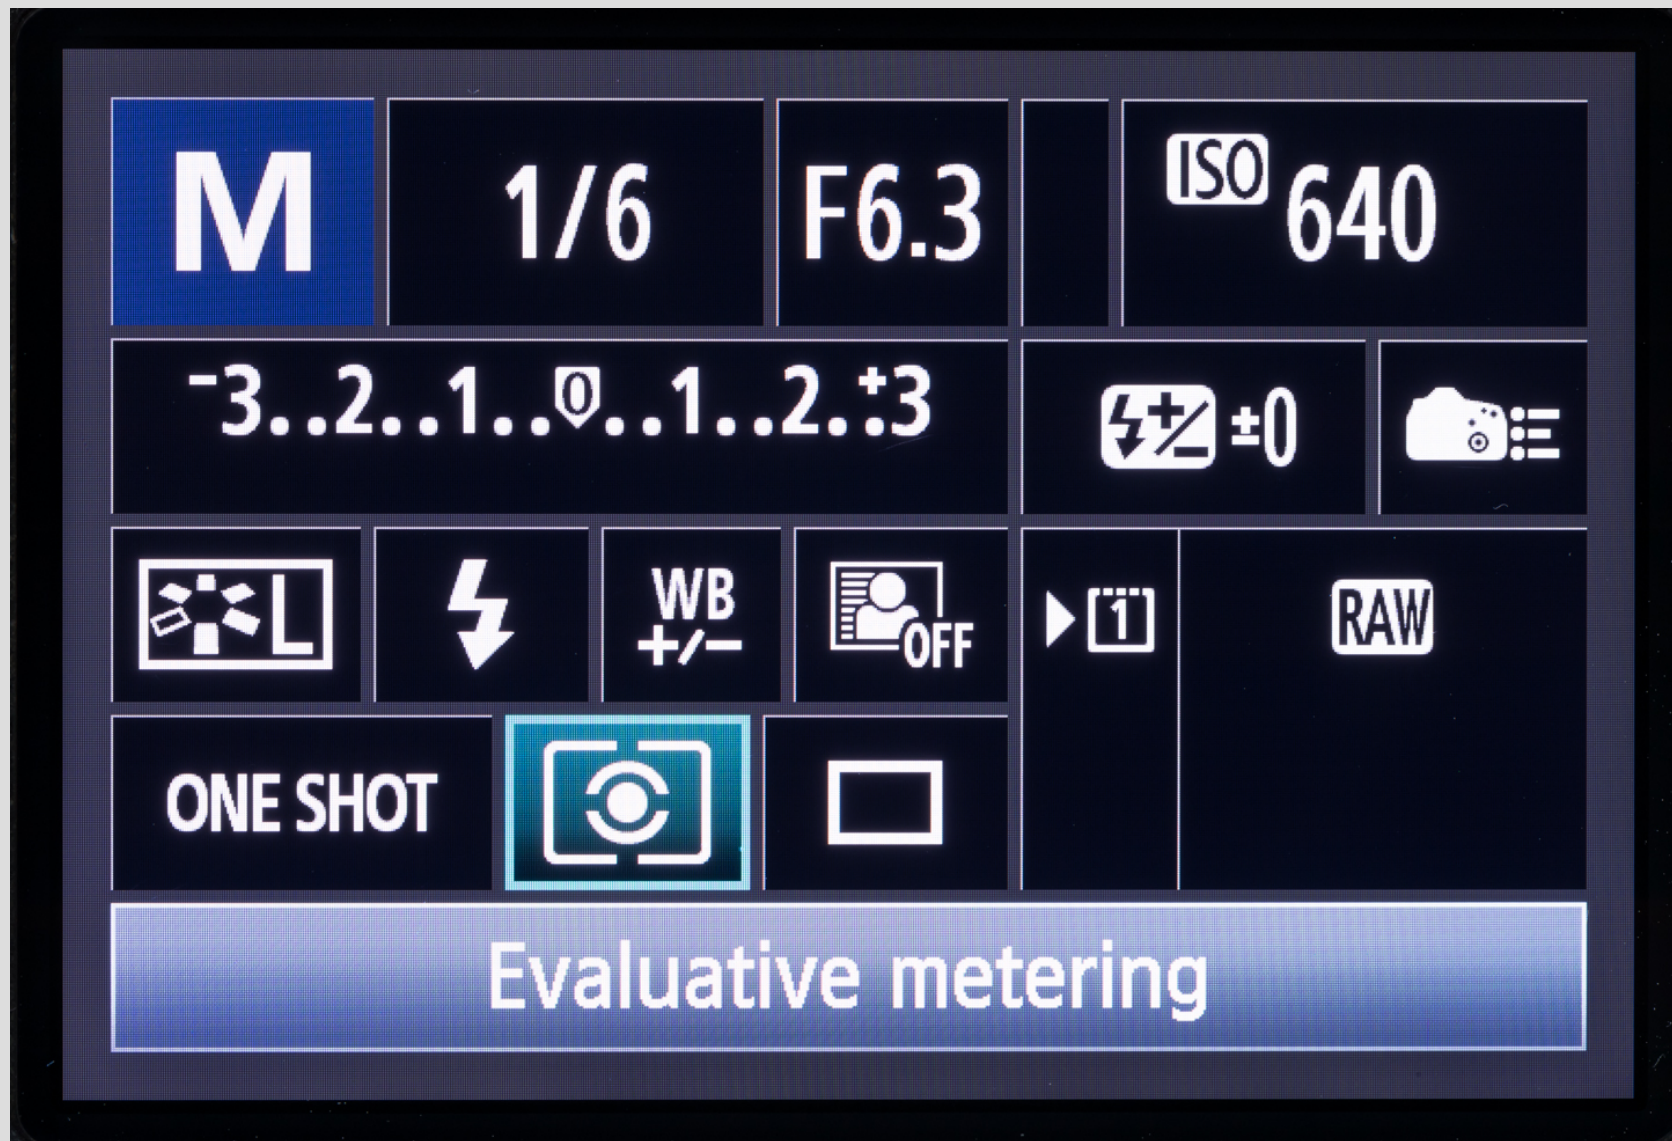 M 1/6 F6.3 ISO 640
-3..2..1..0..1..2..+3 ±0
L WB +/- OFF 1 RAW
ONE SHOT
Evaluative metering